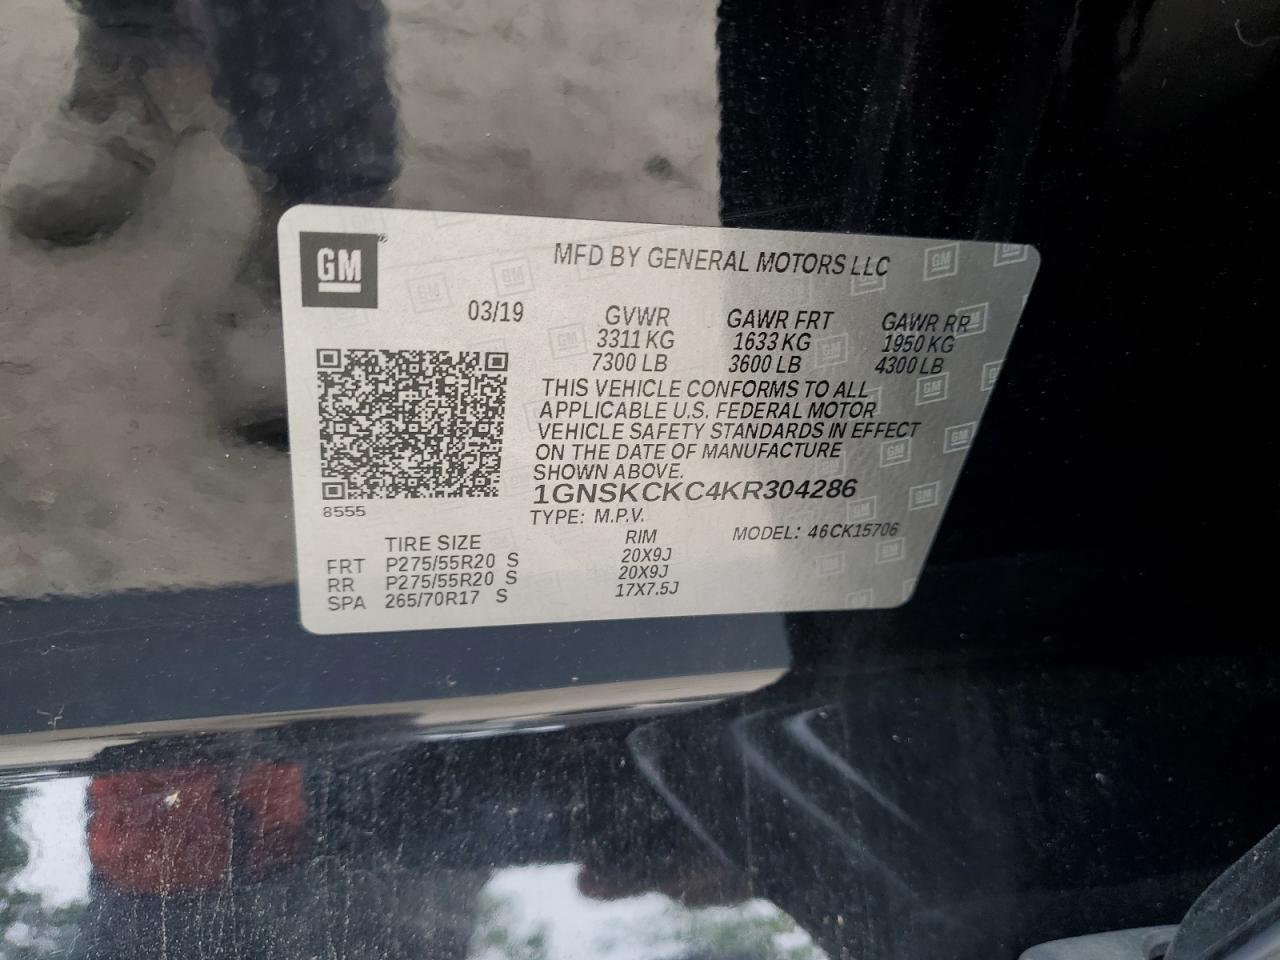 GM
MFD BY GENERAL MOTORS LLC
03/19
GVWR GAWR FRT GAWR RR
3311 KG 1633 KG 1950 KG
7300 LB 3600 LB 4300 LB
THIS VEHICLE CONFORMS TO ALL
APPLICABLE U.S. FEDERAL MOTOR
VEHICLE SAFETY STANDARDS IN EFFECT
ON THE DATE OF MANUFACTURE
SHOWN ABOVE.
1GNSKCKC4KR304286
8555
TYPE: M.P.V. MODEL: 46CK15706
TIRE SIZE RIM
FRT P275/55R20 S 20X9J
RR P275/55R20 S 20X9J
SPA 265/70R17 S 17X7.5J